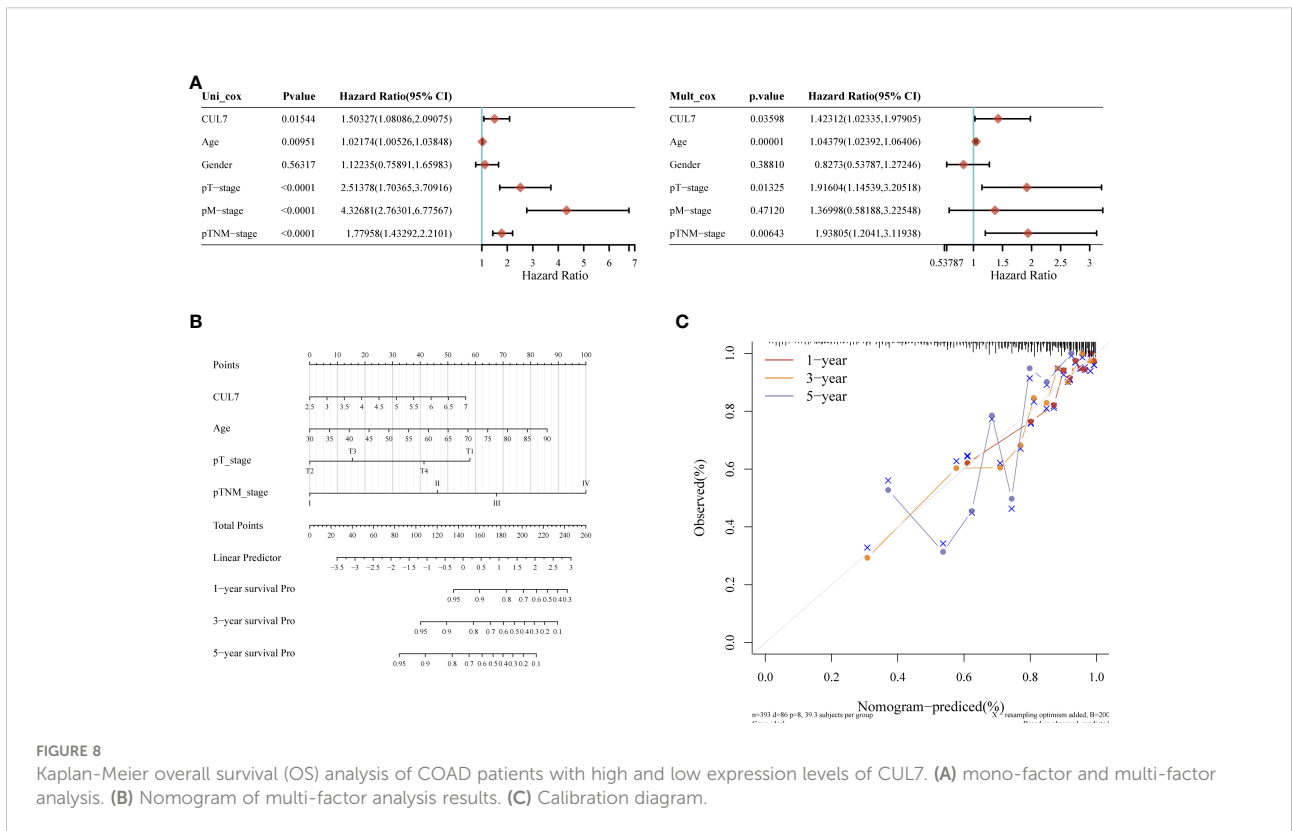 A
Uni_cox Pvalue Hazard Ratio(95% CI)
CUL7 0.01544 1.50327(1.08086,2.09075)
Age 0.00951 1.02174(1.00526,1.03848)
Gender 0.56317 1.12235(0.75891,1.65983)
pT−stage <0.0001 2.51378(1.70365,3.70916)
pM−stage <0.0001 4.32681(2.76301,6.77567)
pTNM−stage <0.0001 1.77958(1.43292,2.2101)
1 2 3 4 5 6 7
Hazard Ratio
Mult_cox p.value Hazard Ratio(95% CI)
CUL7 0.03598 1.42312(1.02335,1.97905)
Age 0.00001 1.04379(1.02392,1.06406)
Gender 0.38810 0.8273(0.53787,1.27246)
pT−stage 0.01325 1.91604(1.14539,3.20518)
pM−stage 0.47120 1.36998(0.58188,3.22548)
pTNM−stage 0.00643 1.93805(1.2041,3.11938)
0.53787 1 1.5 2 2.5 3
Hazard Ratio
B
Points 0 10 20 30 40 50 60 70 80 90 100
CUL7
2.5 3 3.5 4 4.5 5 5.5 6 6.5 7
Age
30 35 40 45 50 55 60 65 70 75 80 85 90
T3 T1
pT_stage
T2 T4
II IV
pTNM_stage
I III
Total Points
0 20 40 60 80 100 120 140 160 180 200 220 240 260
Linear Predictor
−3.5 −3 −2.5 −2 −1.5 −1 −0.5 0 0.5 1 1.5 2 2.5 3
1−year survival Pro
0.95 0.9 0.8 0.7 0.6 0.5 0.4 0.3
3−year survival Pro
0.95 0.9 0.8 0.7 0.6 0.5 0.4 0.3 0.2 0.1
5−year survival Pro
0.95 0.9 0.8 0.7 0.6 0.5 0.4 0.3 0.2 0.1
C
1−year
3−year
5−year
Observed(%)
1.0
0.8
0.6
0.4
0.2
0.0
0.0 0.2 0.4 0.6 0.8 1.0
Nomogram−prediced(%)
n=393 d=86 p=8, 39.3 subjects per group X − resampling optimism added,
FIGURE 8
Kaplan-Meier overall survival (OS) analysis of COAD patients with high and low expression levels of CUL7. (A) mono-factor and multi-factor
analysis. (B) Nomogram of multi-factor analysis results. (C) Calibration diagram.